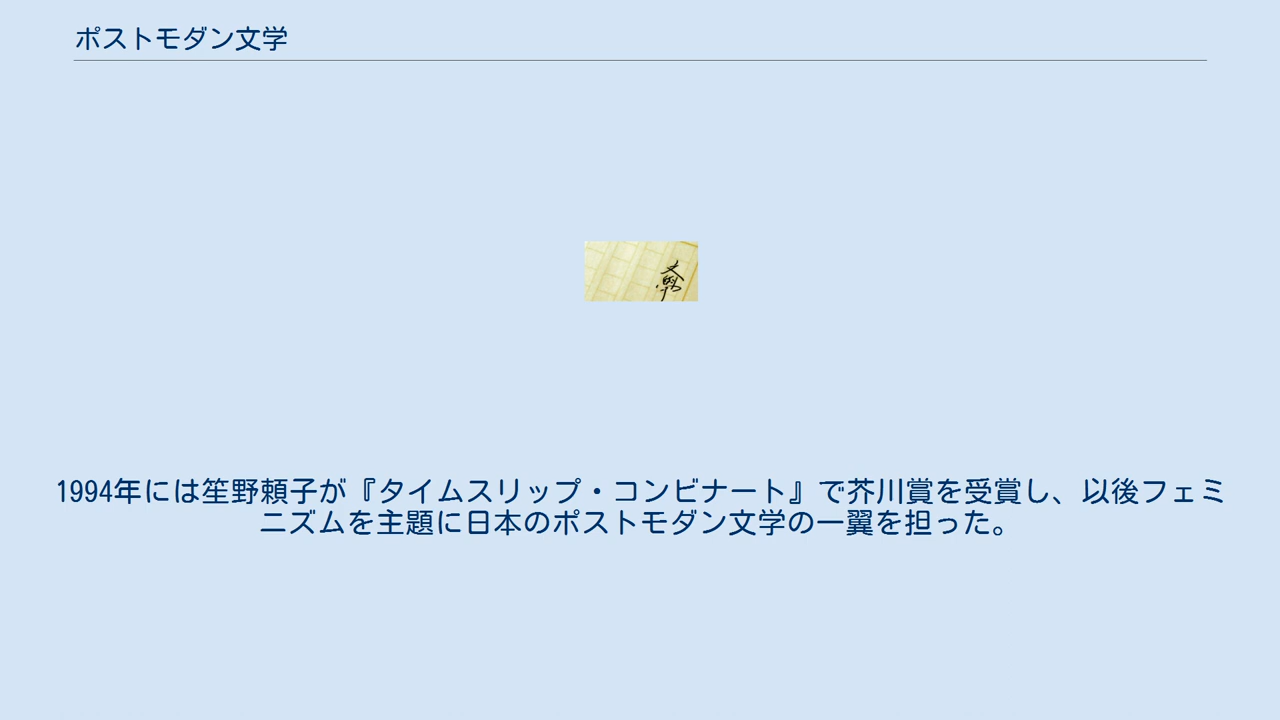 ポストモダン文学
1994年には笙野頼子が『タイムスリップ・コンビナート』で芥川賞を受賞し、以後フェミ
ニズムを主題に日本のポストモダン文学の一翼を担った。